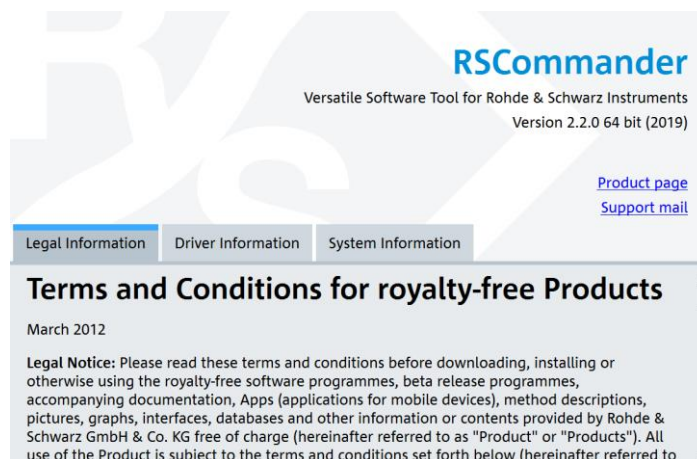 RSCommander
Versatile Software Tool for Rohde & Schwarz Instruments
Version 2.2.0 64 bit (2019)
Product page
Support mail
Legal Information
Driver Information
System Information
Terms and Conditions for royalty-free Products
March 2012
Legal Notice: Please read these terms and conditions before downloading, installing or
otherwise using the royalty-free software programmes, beta release programmes,
accompanying documentation, Apps (applications for mobile devices), method descriptions,
pictures, graphs, interfaces, databases and other information or contents provided by Rohde &
Schwarz GmbH & Co. KG free of charge (hereinafter referred to as "Product" or "Products"). All
use of the Product is subject to the terms and conditions set forth below (hereinafter referred to